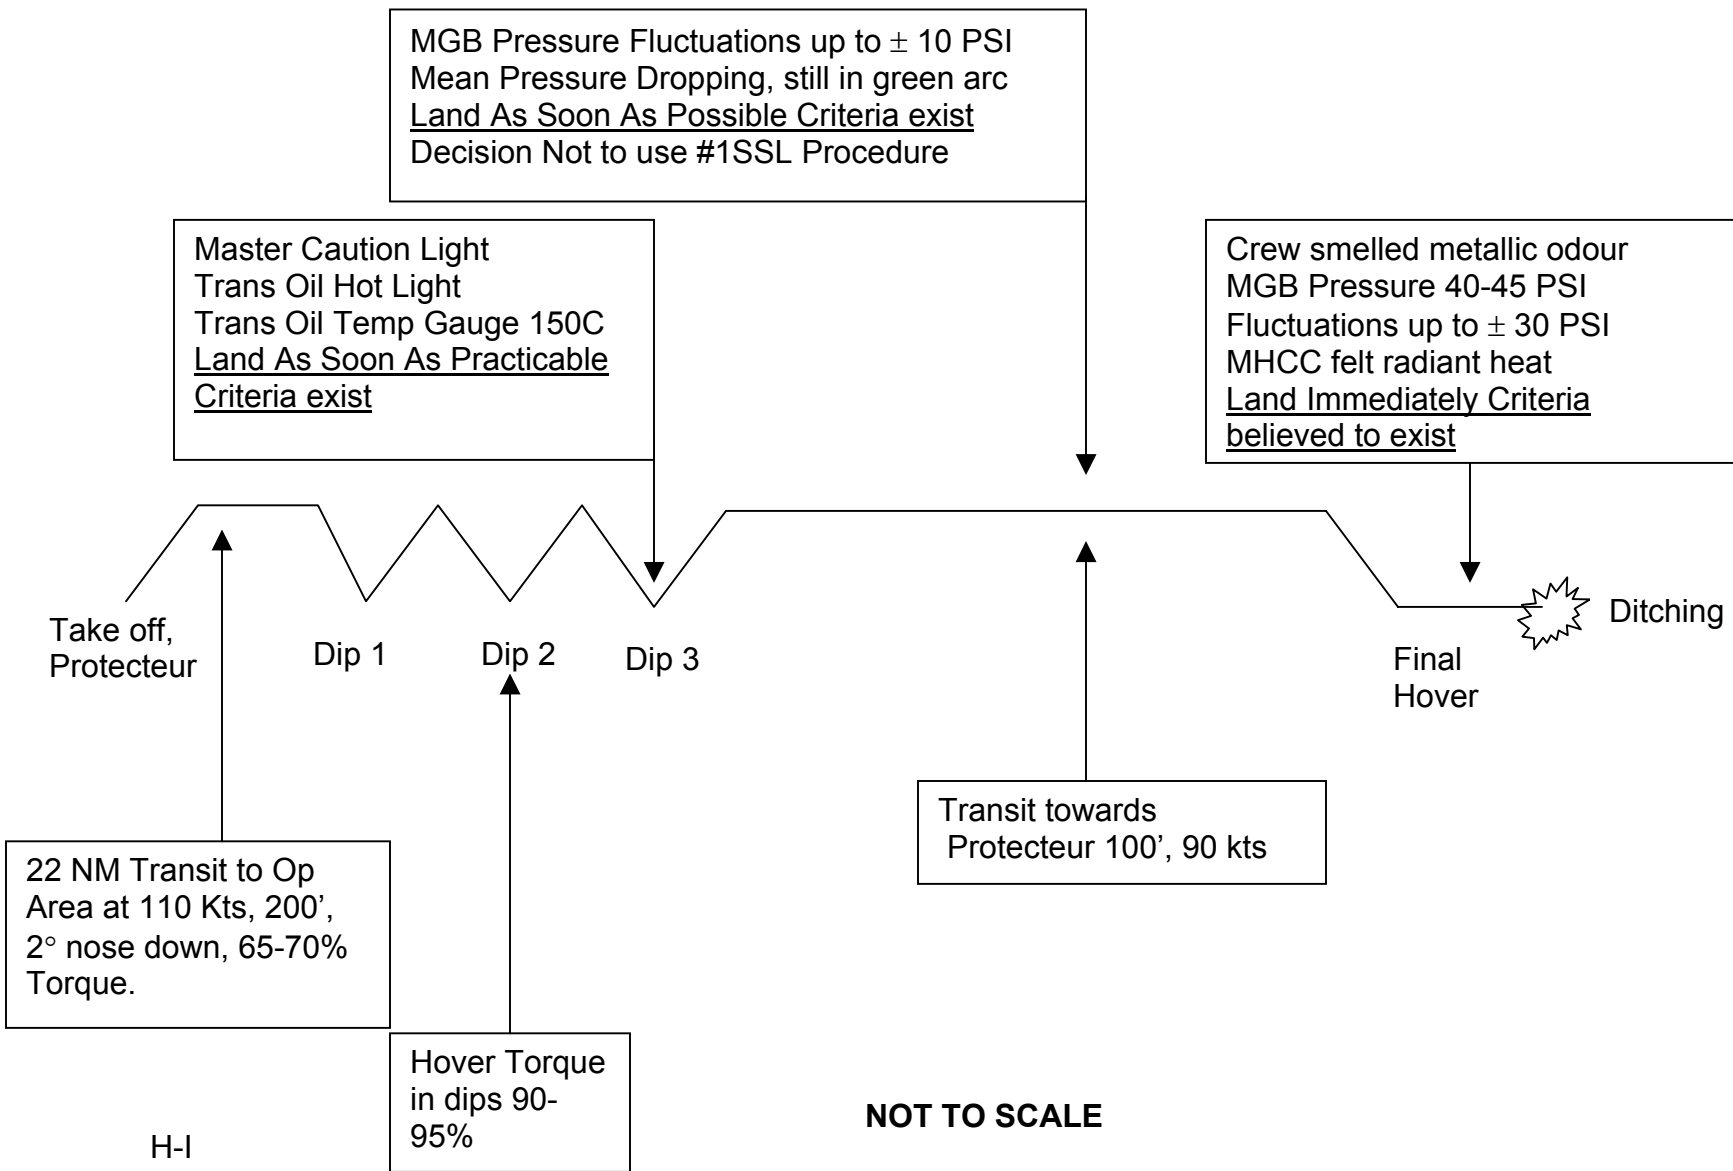 MGB Pressure Fluctuations up to ± 10 PSI
Mean Pressure Dropping, still in green arc
Land As Soon As Possible Criteria exist
Decision Not to use #1SSL Procedure
Master Caution Light
Trans Oil Hot Light
Trans Oil Temp Gauge 150C
Land As Soon As Practicable
Criteria exist
Crew smelled metallic odour
MGB Pressure 40-45 PSI
Fluctuations up to ± 30 PSI
MHCC felt radiant heat
Land Immediately Criteria
believed to exist
Take off,
Protecteur
Dip 1
Dip 2
Dip 3
Final
Hover
Ditching
22 NM Transit to Op
Area at 110 Kts, 200’,
2° nose down, 65-70%
Torque.
Transit towards
Protecteur 100’, 90 kts
Hover Torque
in dips 90-
95%
NOT TO SCALE
H-I